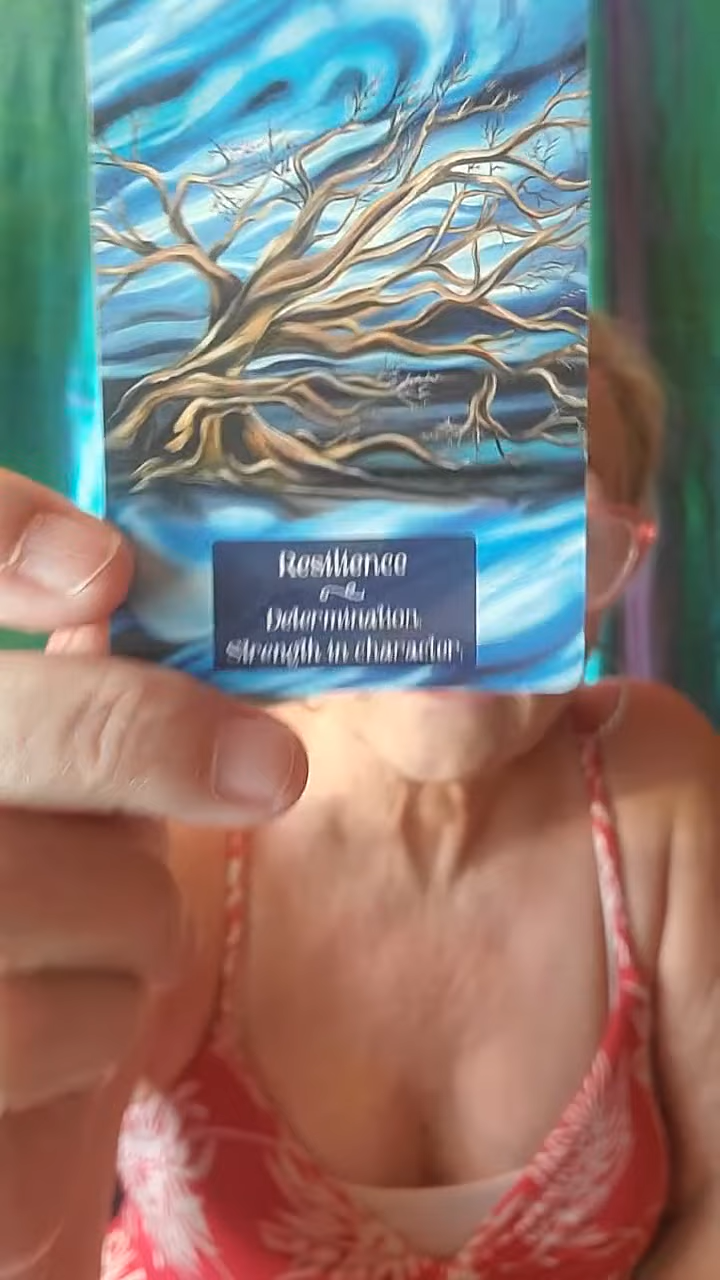 Resilience
Determination
Strength in character